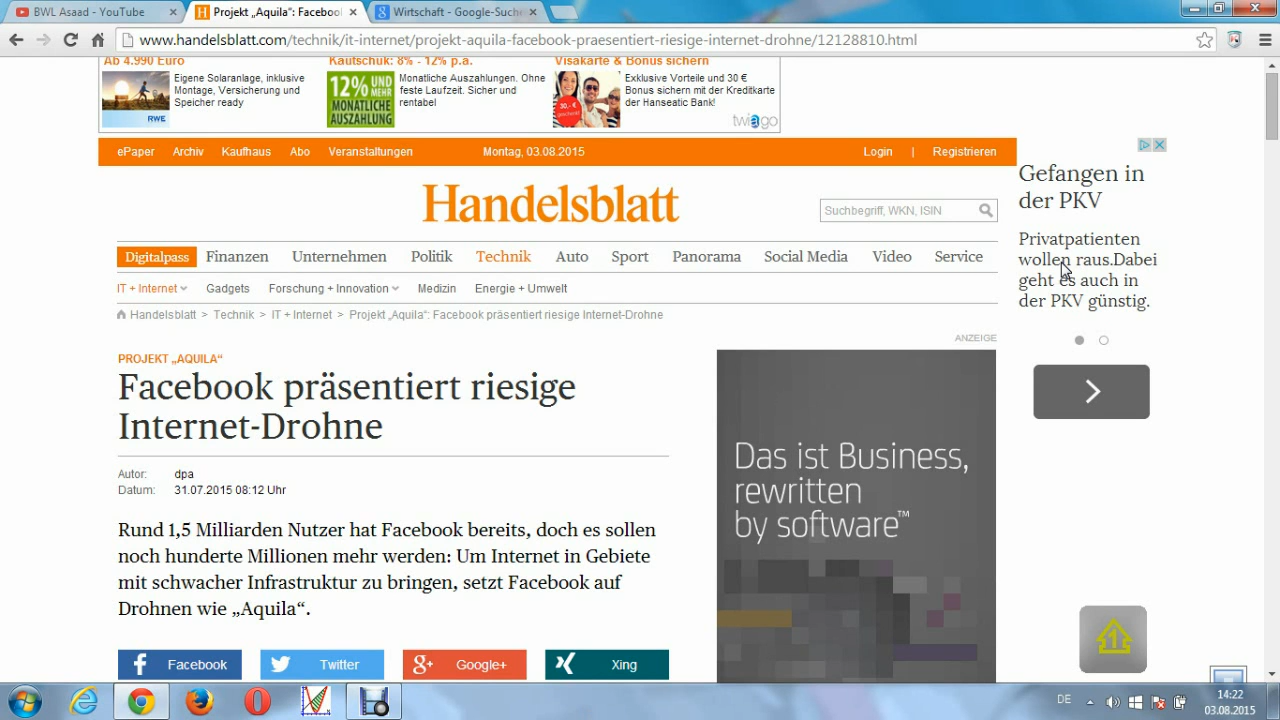 BWL Asaad - YouTube
Projekt „Aquila“: Facebool
Wirtschaft - Google-Suche
www.handelsblatt.com/technik/it-internet/projekt-aquila-facebook-praesentiert-riesige-internet-drohne/12128810.html
Ab 4.990 Euro
Eigene Solaranlage, inklusive
Montage, Versicherung und
Speicher ready
RWE
Kautschuk: 8% - 12% p.a.
12% UND
MEHR
MONATLICHE
AUSZAHLUNG
Monatliche Auszahlungen. Ohne
feste Laufzeit. Sicher und
rentabel
Visakarte & Bonus sichern
30,- €
Exklusive Vorteile und 30 €
Bonus sichern mit der Kreditkarte
der Hanseatic Bank!
twiago
ePaper Archiv Kaufhaus Abo Veranstaltungen Montag, 03.08.2015 Login | Registrieren
Handelsblatt
Suchbegriff, WKN, ISIN
Digitalpass Finanzen Unternehmen Politik Technik Auto Sport Panorama Social Media Video Service
IT + Internet Gadgets Forschung + Innovation Medizin Energie + Umwelt
Handelsblatt > Technik > IT + Internet > Projekt „Aquila“: Facebook präsentiert riesige Internet-Drohne
ANZEIGE
PROJEKT „AQUILA“
Facebook präsentiert riesige
Internet-Drohne
Autor: dpa
Datum: 31.07.2015 08:12 Uhr
Rund 1,5 Milliarden Nutzer hat Facebook bereits, doch es sollen
noch hunderte Millionen mehr werden: Um Internet in Gebiete
mit schwacher Infrastruktur zu bringen, setzt Facebook auf
Drohnen wie „Aquila“.
Facebook Twitter Google+ Xing
Das ist Business,
rewritten
by software™
Gefangen in
der PKV
Privatpatienten
wollen raus.Dabei
geht es auch in
der PKV günstig.
1
DE
14:22
03.08.2015